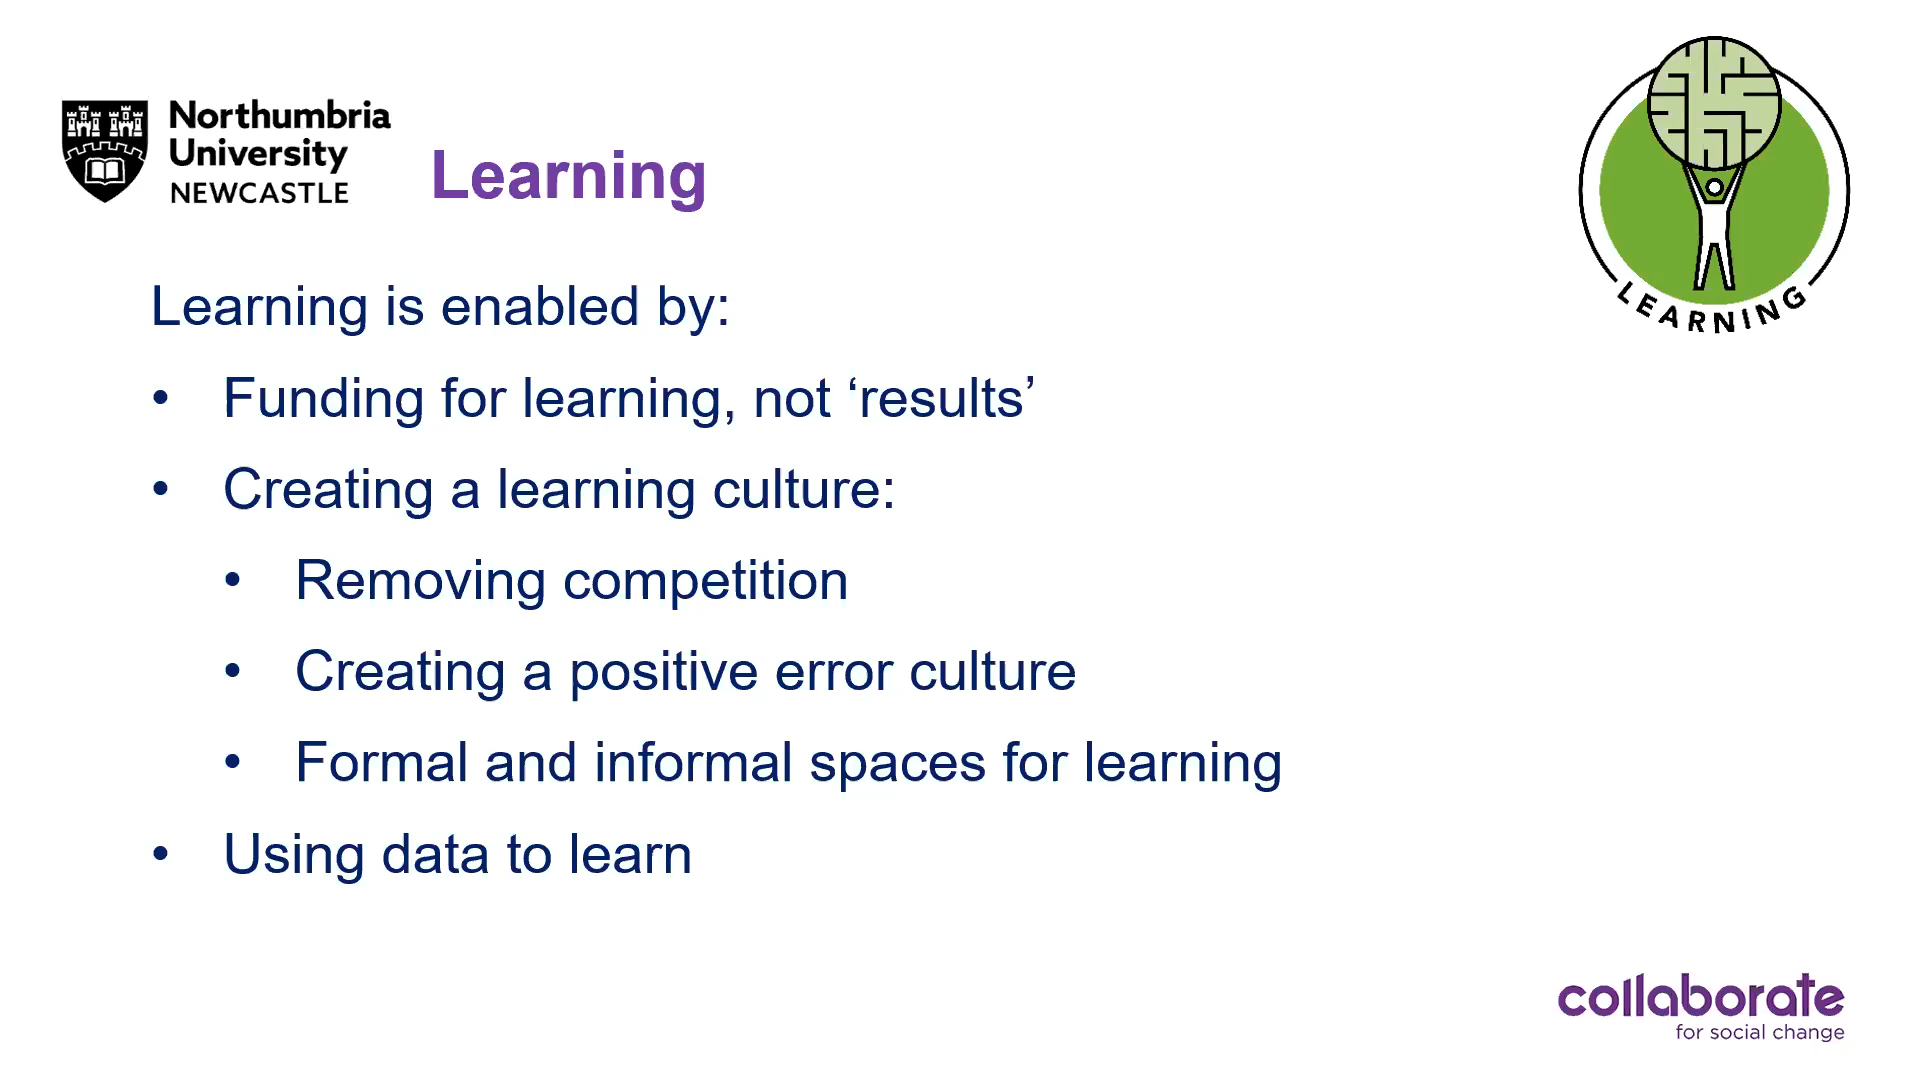 Northumbria
University
NEWCASTLE
Learning
LEARNING
Learning is enabled by:
• Funding for learning, not ‘results’
• Creating a learning culture:
• Removing competition
• Creating a positive error culture
• Formal and informal spaces for learning
• Using data to learn
collaborate
for social change